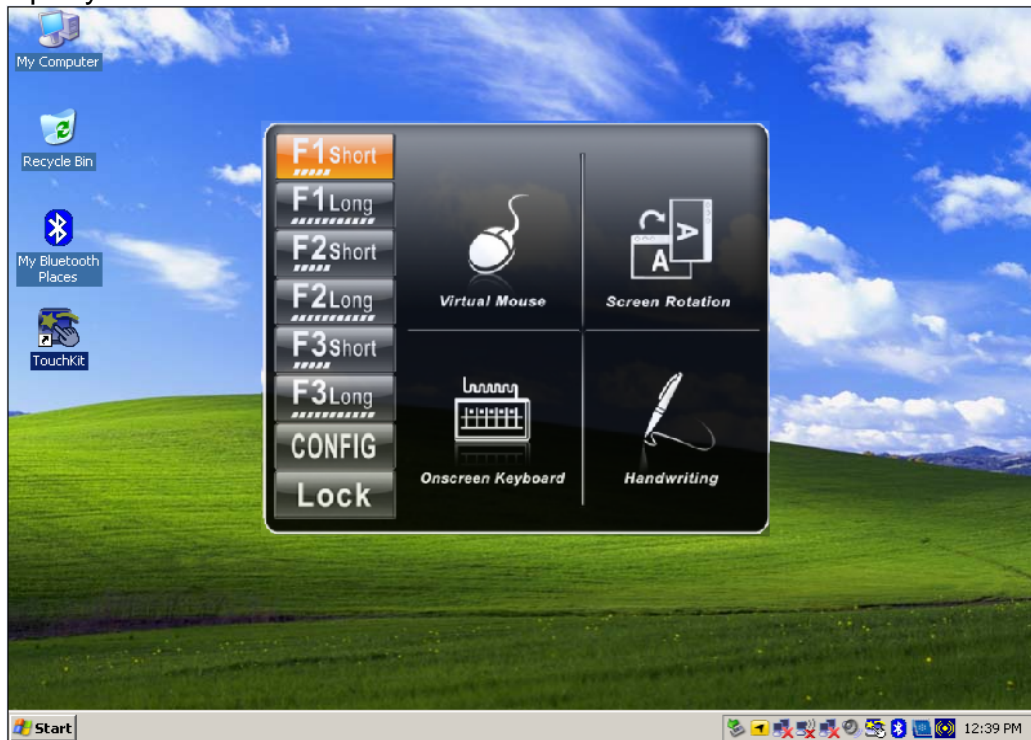 My Computer
Recycle Bin
My Bluetooth
Places
TouchKit
F1Short
F1Long
F2Short
F2Long
F3Short
F3Long
CONFIG
Lock
Virtual Mouse
Screen Rotation
A
A
Onscreen Keyboard
Handwriting
Start
12:39 PM